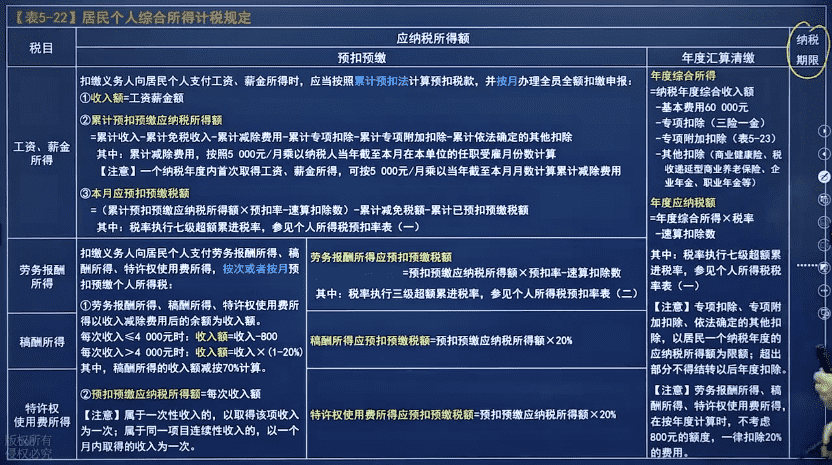 【表5-22】居民个人综合所得计税规定
税目
应纳税所得额
纳税
期限
预扣预缴
年度汇算清缴
工资、薪金
所得
扣缴义务人向居民个人支付工资、薪金所得时，应当按照累计预扣法计算预扣税款，并按月办理全员全额扣缴申报：
①收入额=工资薪金额
②累计预扣预缴应纳税所得额
=累计收入-累计免税收入-累计减除费用-累计专项扣除-累计专项附加扣除-累计依法确定的其他扣除
其中：累计减除费用，按照5 000元/月乘以纳税人当年截至本月在本单位的任职受雇月份数计算
【注意】一个纳税年度内首次取得工资、薪金所得，可按5 000元/月乘以当年截至本月月数计算累计减除费用
③本月应预扣预缴税额
=（累计预扣预缴应纳税所得额×预扣率-速算扣除数）-累计减免税额-累计已预扣预缴税额
其中：税率执行七级超额累进税率，参见个人所得税预扣率表（一）
劳务报酬
所得
稿酬所得
特许权
使用费所得
扣缴义务人向居民个人支付劳务报酬所得、稿
酬所得、特许权使用费所得，按次或者按月预
扣预缴个人所得税：
①劳务报酬所得、稿酬所得、特许权使用费所
得以收入减除费用后的余额为收入额。
每次收入≤4 000元时：收入额=收入-800
每次收入>4 000元时：收入额=收入×(1-20%)
其中，稿酬所得的收入额减按70%计算。
②预扣预缴应纳税所得额=每次收入额
【注意】属于一次性收入的，以取得该项收入
为一次；属于同一项目连续性收入的，以一个
月内取得的收入为一次。
劳务报酬所得应预扣预缴税额
=预扣预缴应纳税所得额×预扣率-速算扣除数
其中：税率执行三级超额累进税率，参见个人所得税预扣率表（二）
稿酬所得应预扣预缴税额=预扣预缴应纳税所得额×20%
特许权使用费所得应预扣预缴税额=预扣预缴应纳税所得额×20%
年度综合所得
=纳税年度综合收入额
-基本费用60 000元
-专项扣除（三险一金）
-专项附加扣除（表5-23）
-其他扣除（商业健康险、税
收递延型商业养老保险、企
业年金、职业年金等）
年度应纳税额
=年度综合所得×税率
-速算扣除数
其中：税率执行七级超额累
进税率，参见个人所得税税
率表（一）
【注意】专项扣除、专项附
加扣除、依法确定的其他扣
除，以居民个人一个纳税年度的
应纳税所得额为限额；超出
部分不得结转以后年度扣除。
【注意】劳务报酬所得、稿
酬所得、特许权使用费所得，
在按年度计算时，不考虑
800元的额度，一律扣除20%
的费用。
版权所有
侵权必究